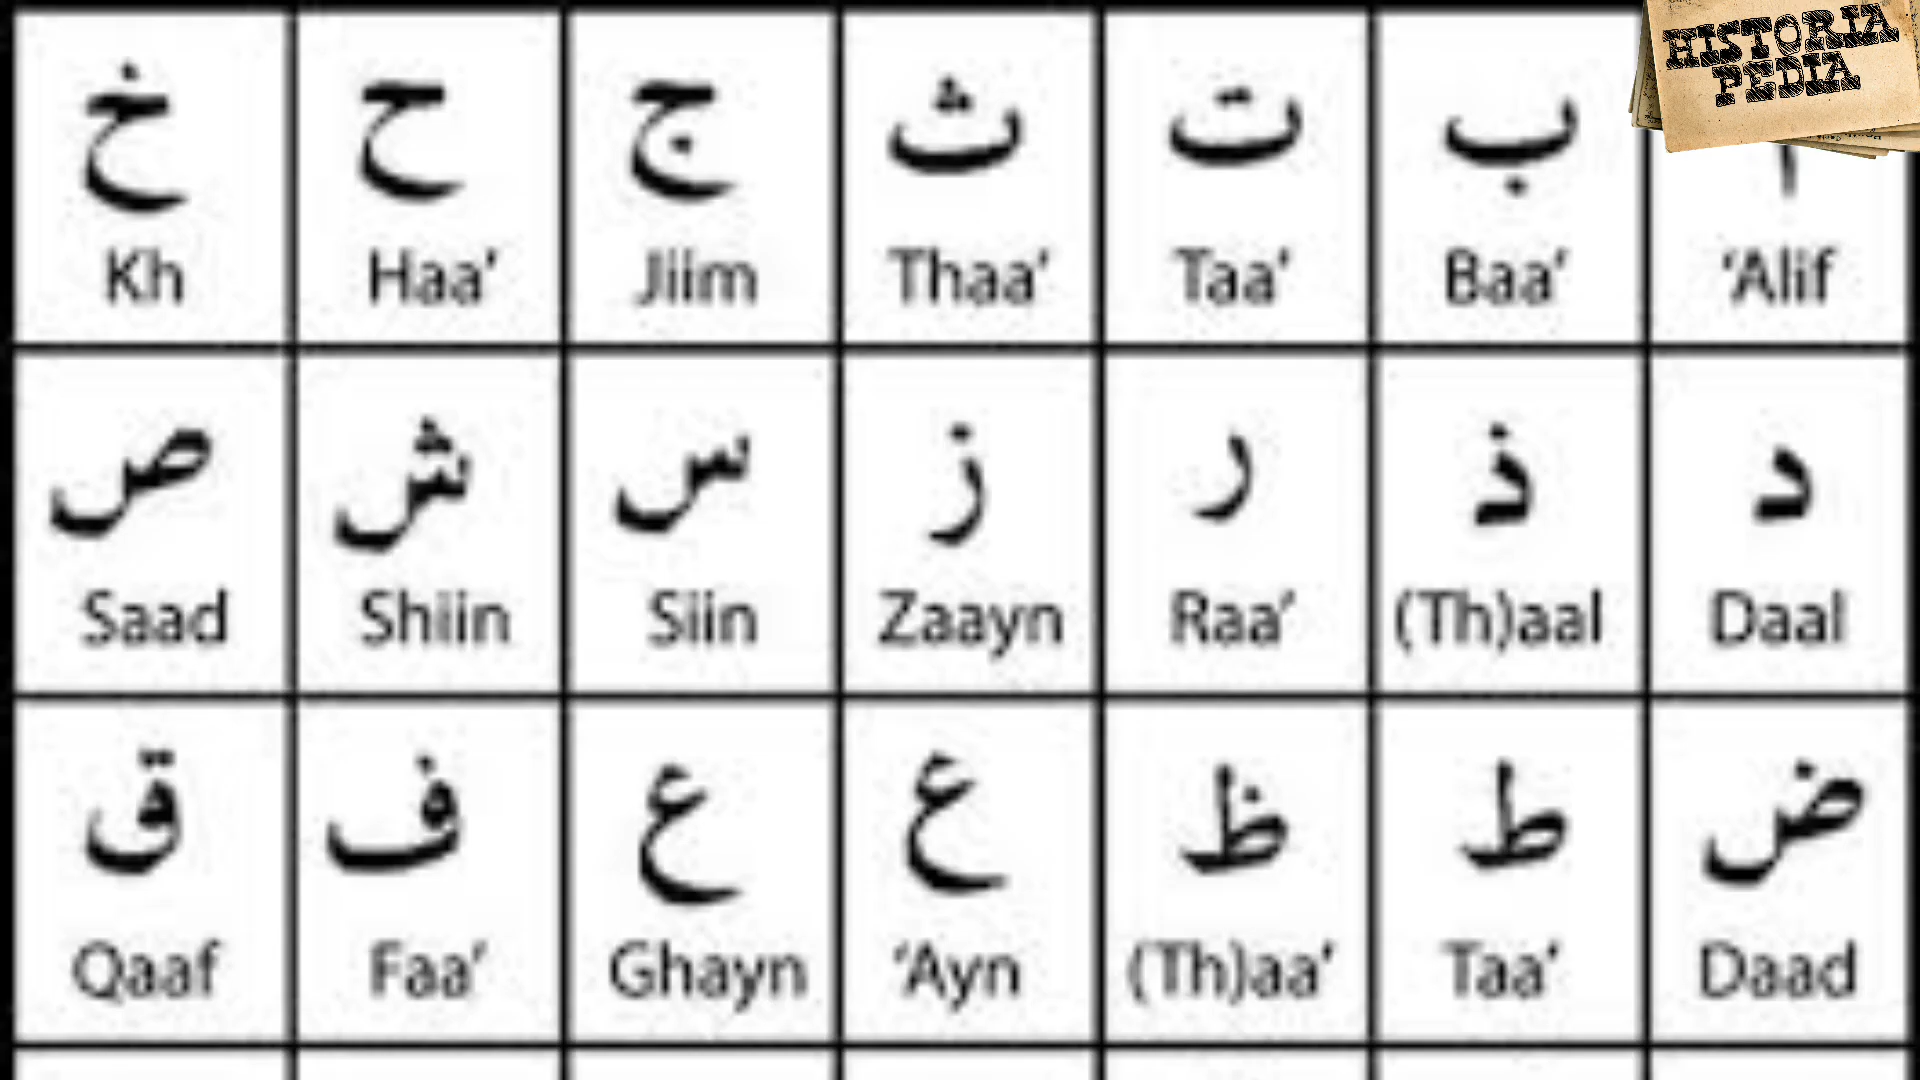 HISTORIA
PEDIA
ا ب ت ث ج ح خ
'Alif Baa' Taa' Thaa' Jiim Haa' Kh
د ذ ر ز س ش ص
Daal (Th)aal Raa' Zaayn Siin Shiin Saad
ض ط ظ ع ع ف ق
Daad Taa' (Th)aa' 'Ayn Ghayn Faa' Qaaf